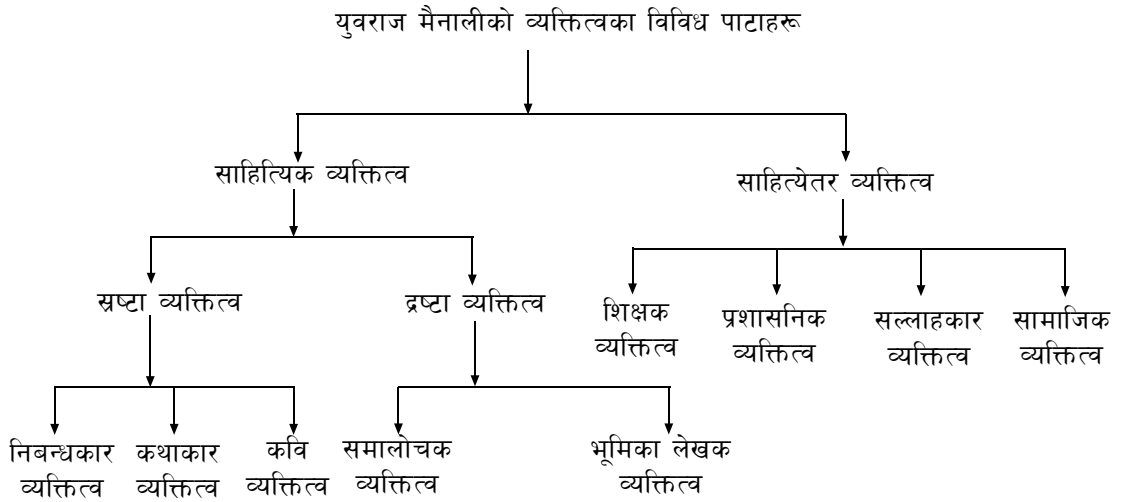 युवराज मैनालीको व्यक्तित्वका विविध पाटाहरू
साहित्यिक व्यक्तित्व
साहित्येतर व्यक्तित्व
स्रष्टा व्यक्तित्व
द्रष्टा व्यक्तित्व
शिक्षक
व्यक्तित्व
प्रशासनिक
व्यक्तित्व
सल्लाहकार
व्यक्तित्व
सामाजिक
व्यक्तित्व
निबन्धकार
व्यक्तित्व
कथाकार
व्यक्तित्व
कवि
व्यक्तित्व
समालोचक
व्यक्तित्व
भूमिका लेखक
व्यक्तित्व